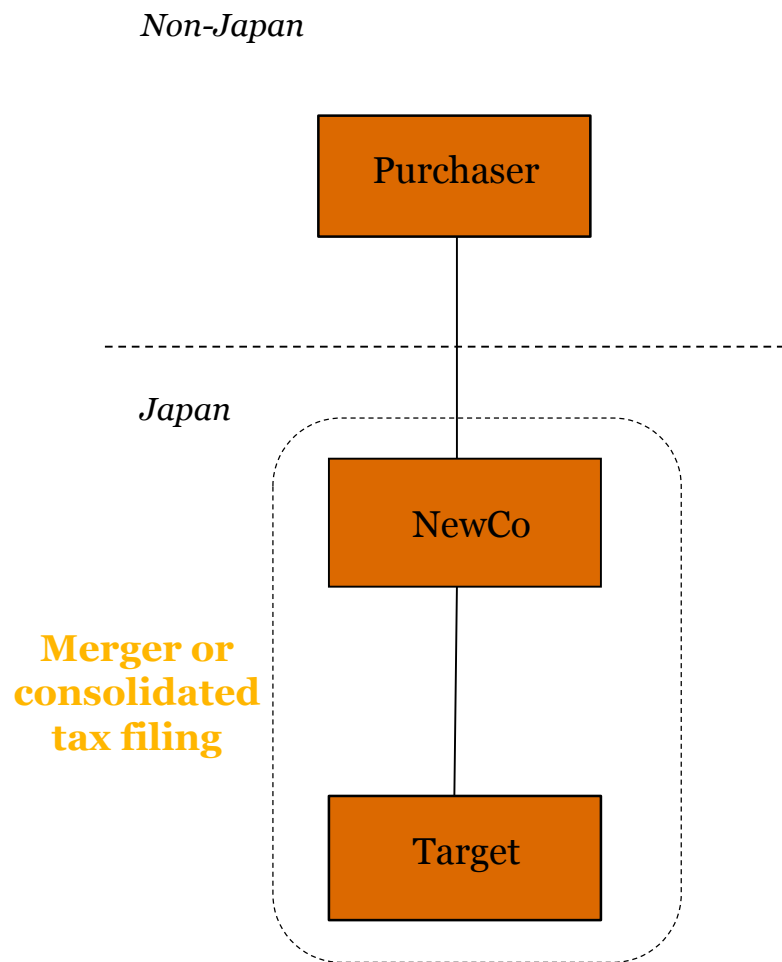 Non-Japan
Purchaser
Japan
NewCo
Merger or
consolidated
tax filing
Target